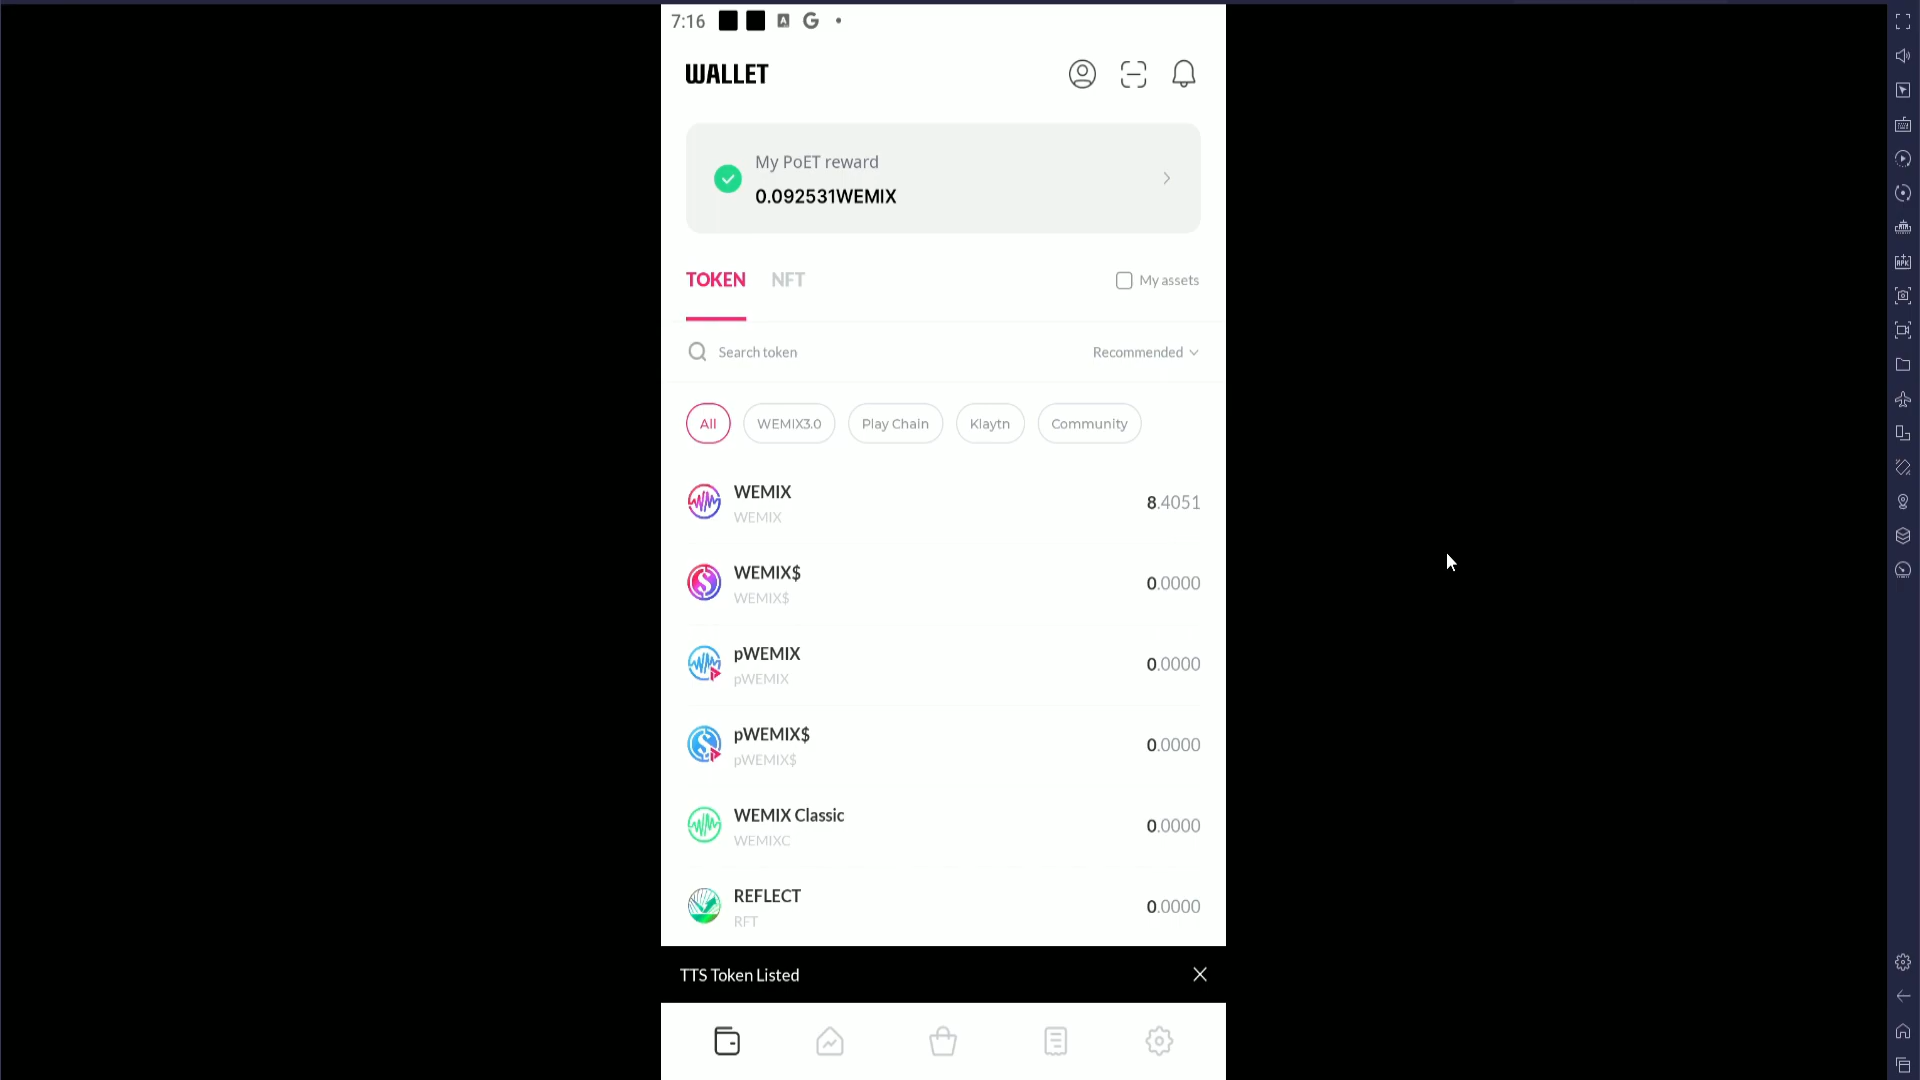 7:16
WALLET
My PoET reward
0.092531WEMIX
TOKEN NFT My assets
Search token Recommended
All WEMIX3.0 Play Chain Klaytn Community
WEMIX
WEMIX
8.4051
WEMIX$
WEMIX$
0.0000
pWEMIX
pWEMIX
0.0000
pWEMIX$
pWEMIX$
0.0000
WEMIX Classic
WEMIXC
0.0000
REFLECT
RFT
0.0000
TTS Token Listed